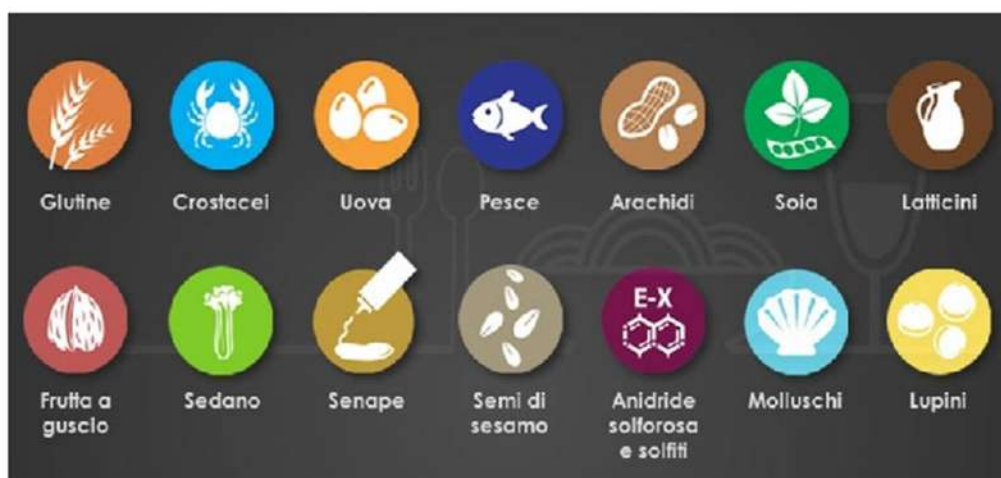 Glutine
Crostacei
Uova
Pesce
Arachidi
Soia
Latticini
E-X
Frutta a
guscio
Sedano
Senape
Semi di
sesamo
Anidride
solforosa
e solfiti
Molluschi
Lupini